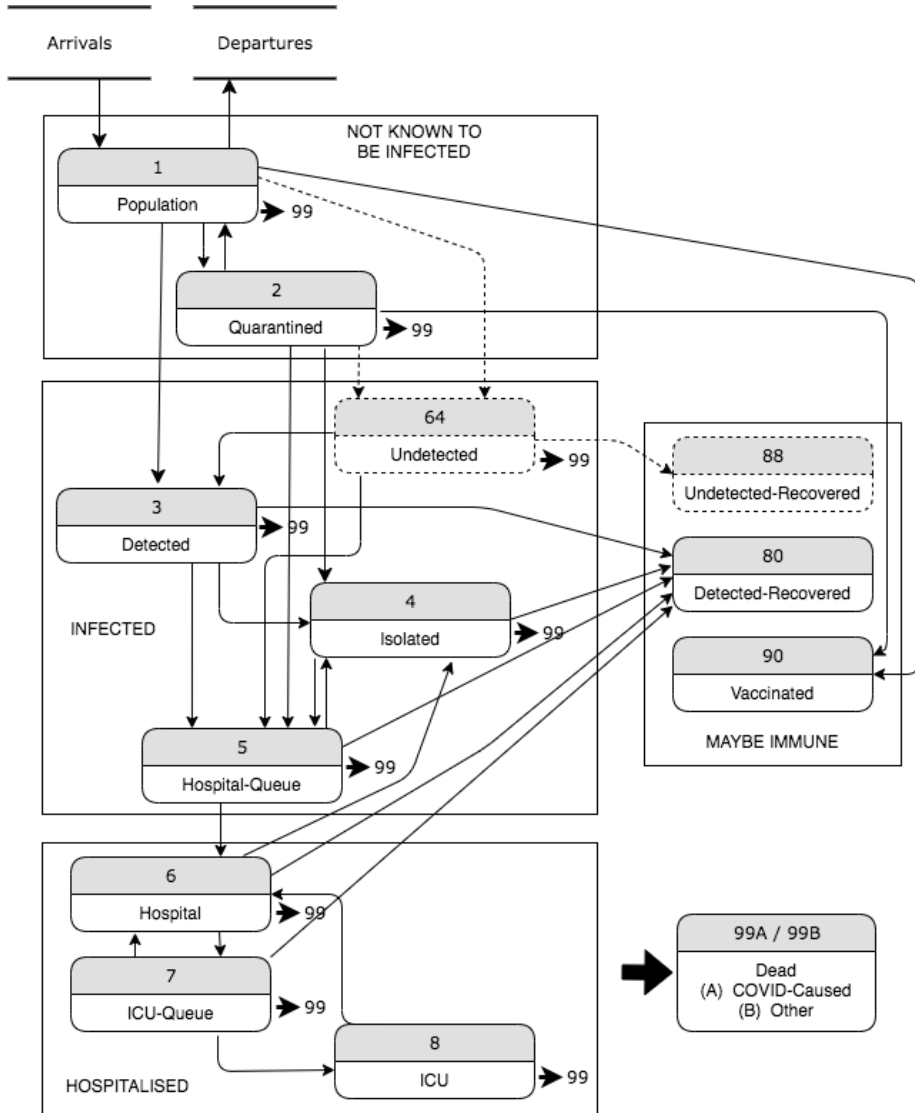 Arrivals
Departures
NOT KNOWN TO
BE INFECTED
1
Population
99
2
Quarantined
99
64
Undetected
99
88
Undetected-Recovered
3
Detected
99
80
Detected-Recovered
4
Isolated
99
INFECTED
90
Vaccinated
MAYBE IMMUNE
5
Hospital-Queue
99
6
Hospital
99
7
ICU-Queue
99
8
ICU
99
HOSPITALISED
99A / 99B
Dead
(A) COVID-Caused
(B) Other